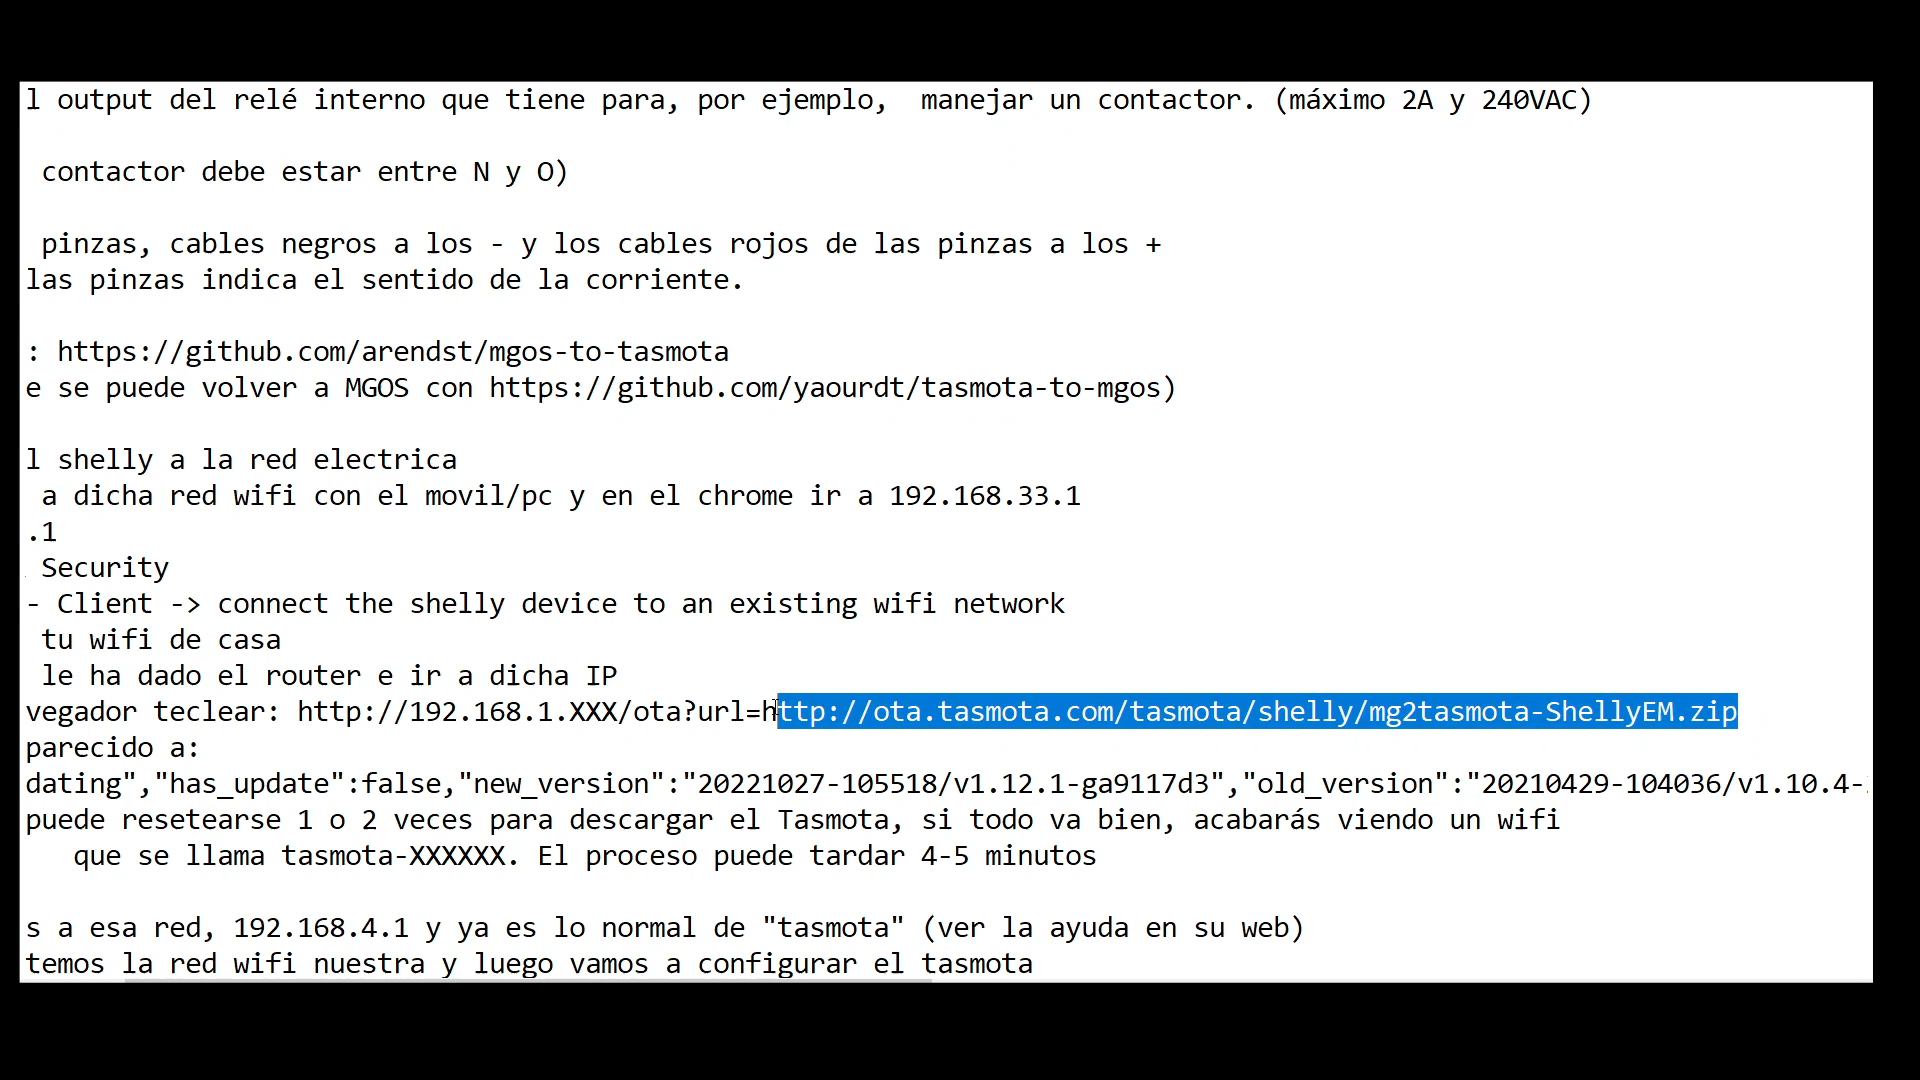 l output del relé interno que tiene para, por ejemplo,  manejar un contactor. (máximo 2A y 240VAC)
contactor debe estar entre N y O)
pinzas, cables negros a los - y los cables rojos de las pinzas a los +
las pinzas indica el sentido de la corriente.
: https://github.com/arendst/mgos-to-tasmota
e se puede volver a MGOS con https://github.com/yaourdt/tasmota-to-mgos)
l shelly a la red electrica
a dicha red wifi con el movil/pc y en el chrome ir a 192.168.33.1
.1
Security
- Client -> connect the shelly device to an existing wifi network
tu wifi de casa
le ha dado el router e ir a dicha IP
vegador teclear: http://192.168.1.XXX/ota?url=http://ota.tasmota.com/tasmota/shelly/mg2tasmota-ShellyEM.zip
parecido a:
dating","has_update":false,"new_version":"20221027-105518/v1.12.1-ga9117d3","old_version":"20210429-104036/v1.10.4-
puede resetearse 1 o 2 veces para descargar el Tasmota, si todo va bien, acabarás viendo un wifi
que se llama tasmota-XXXXXX. El proceso puede tardar 4-5 minutos
s a esa red, 192.168.4.1 y ya es lo normal de "tasmota" (ver la ayuda en su web)
temos la red wifi nuestra y luego vamos a configurar el tasmota